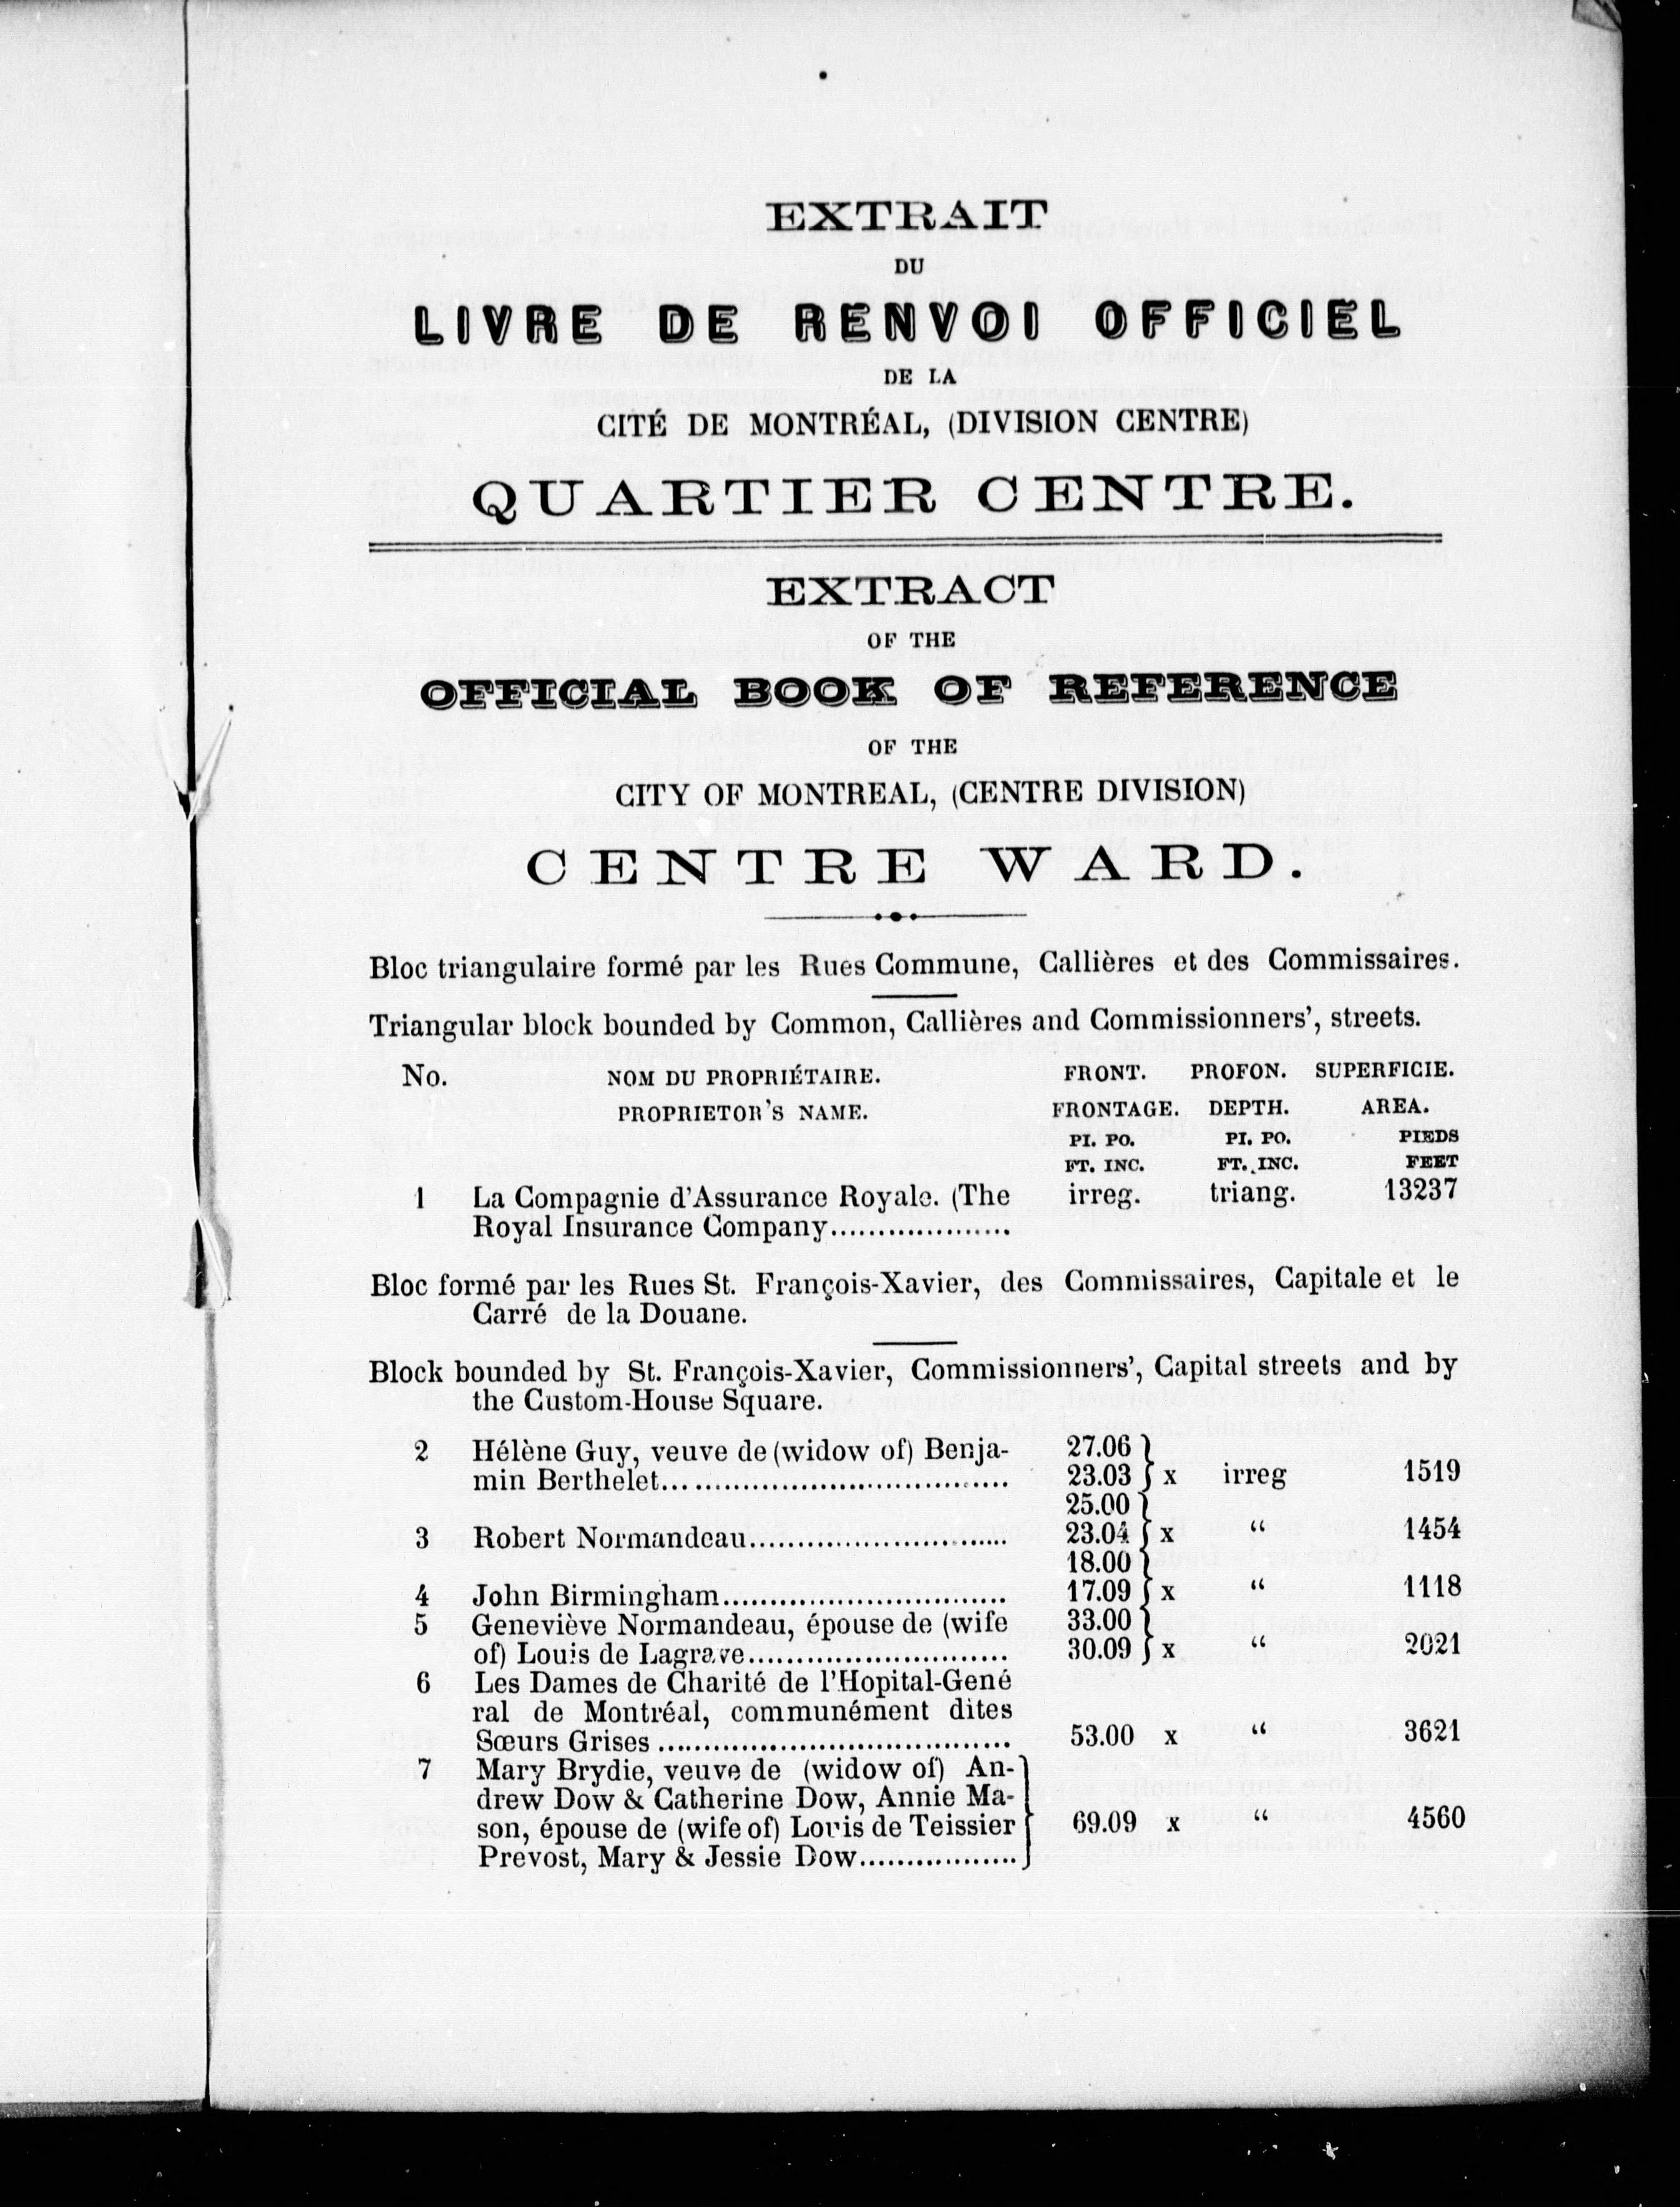 EXTRAIT
DU
LIVRE DE RENVOI OFFICIEL
DE LA
CITÉ DE MONTRÉAL, (DIVISION CENTRE)
QUARTIER CENTRE.
EXTRACT
OF THE
OFFICIAL BOOK OF REFERENCE
OF THE
CITY OF MONTREAL, (CENTRE DIVISION)
CENTRE WARD.
Bloc triangulaire formé par les Rues Commune, Callières et des Commissaires.
Triangular block bounded by Common, Callières and Commissionners', streets.
No. NOM DU PROPRIÉTAIRE. FRONT. PROFON. SUPERFICIE.
PROPRIETOR'S NAME. FRONTAGE. DEPTH. AREA.
PI. PO. PI. PO. PIEDS
FT. INC. FT. INC. FEET
1 La Compagnie d'Assurance Royale. (The irreg. triang. 13237
Royal Insurance Company....................
Bloc formé par les Rues St. François-Xavier, des Commissaires, Capitale et le
Carré de la Douane.
Block bounded by St. François-Xavier, Commissionners', Capital streets and by
the Custom-House Square.
2 Hélène Guy, veuve de (widow of) Benja- 27.06 }
min Berthelet...................................... 23.03 } x irreg 1519
25.00 }
3 Robert Normandeau............................ 23.04 } x “ 1454
18.00 }
4 John Birmingham............................... 17.09 } x “ 1118
5 Geneviève Normandeau, épouse de (wife 33.00 }
of) Louis de Lagrave............................ 30.09 } x “ 2021
6 Les Dames de Charité de l'Hopital-Gené
ral de Montréal, communément dites
Sœurs Grises ...................................... 53.00 x “ 3621
7 Mary Brydie, veuve de (widow of) An-
drew Dow & Catherine Dow, Annie Ma-
son, épouse de (wife of) Loris de Teissier } 69.09 x “ 4560
Prevost, Mary & Jessie Dow.................